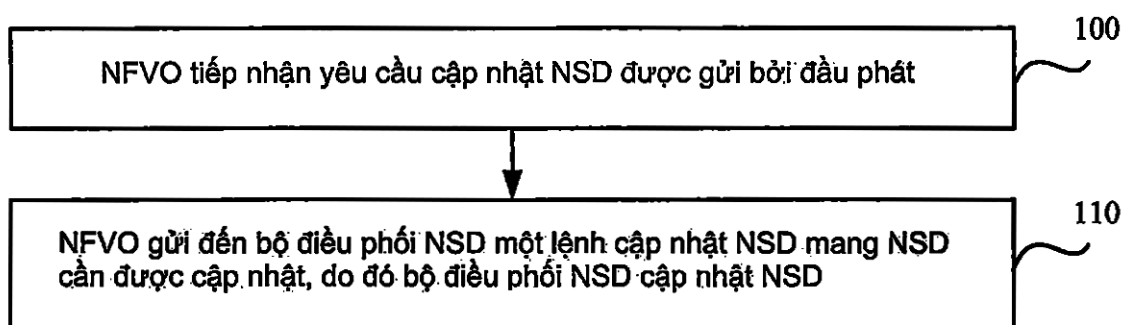 100
NFVO tiếp nhận yêu cầu cập nhật NSD được gửi bởi đầu phát
110
NFVO gửi đến bộ điều phối NSD một lệnh cập nhật NSD mang NSD
cần được cập nhật, do đó bộ điều phối NSD cập nhật NSD